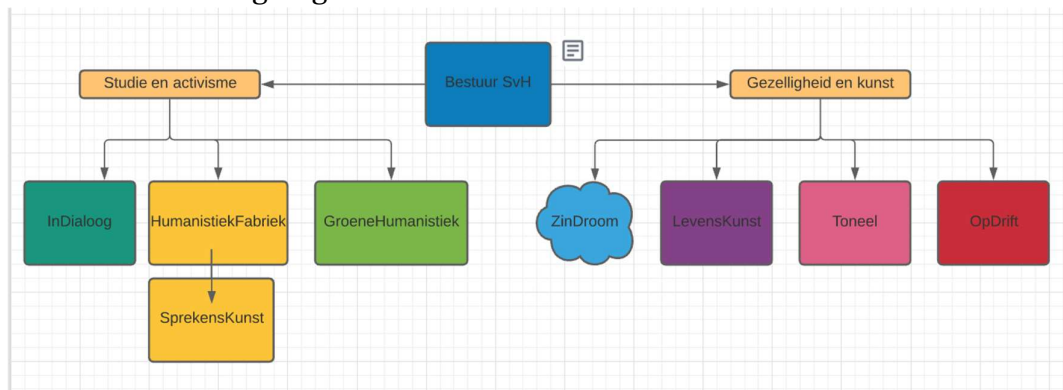 Bestuur SvH
Studie en activisme
Gezelligheid en kunst
InDialoog
HumanistiekFabriek
GroeneHumanistiek
ZinDroom
LevensKunst
Toneel
OpDrift
SprekensKunst